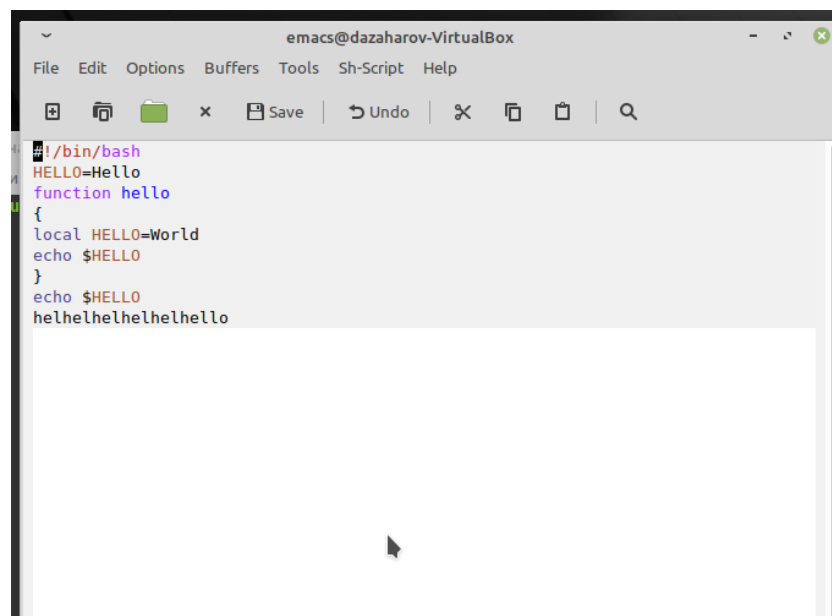 emacs@dazaharov-VirtualBox
File Edit Options Buffers Tools Sh-Script Help
Save Undo
#!/bin/bash
HELLO=Hello
function hello
{
local HELLO=World
echo $HELLO
}
echo $HELLO
helhelhelhelhelhello